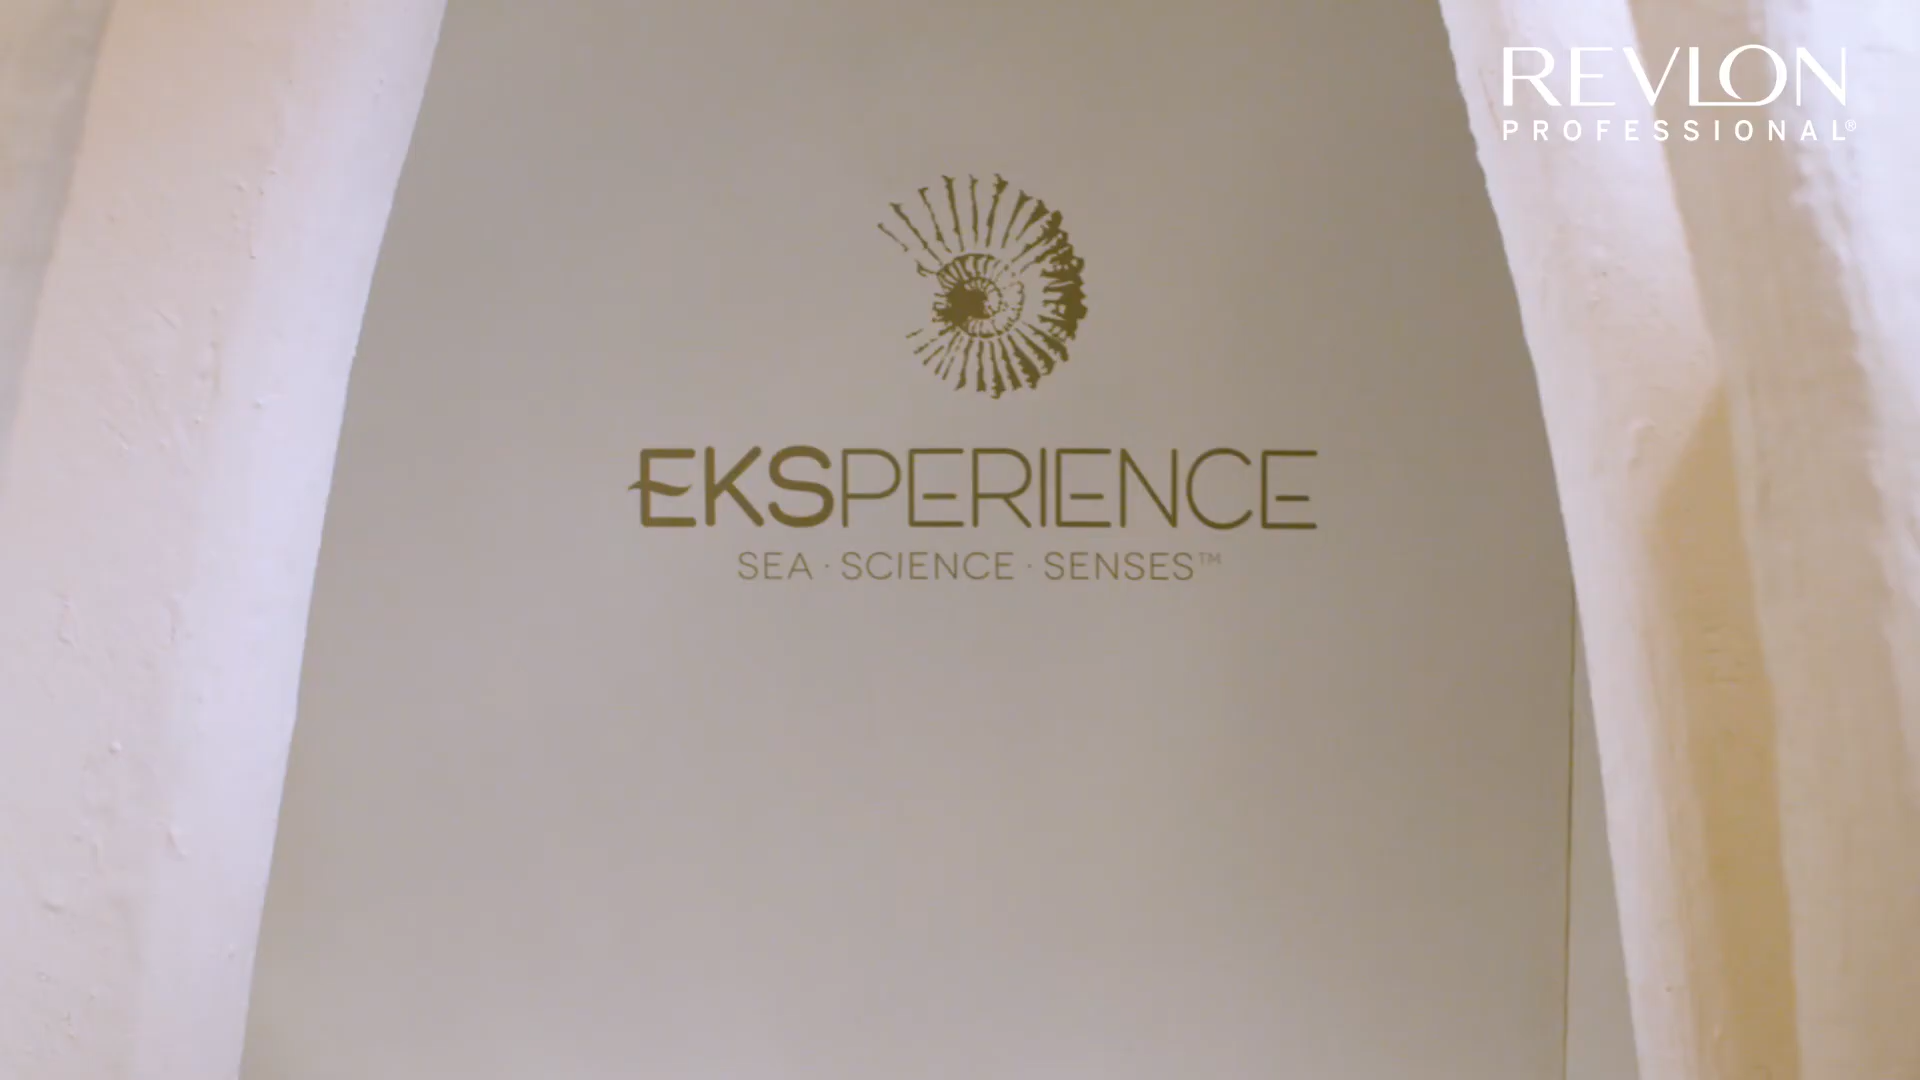 REVLON
PROFESSIONAL®
EKSPERIENCE
SEA · SCIENCE · SENSES™